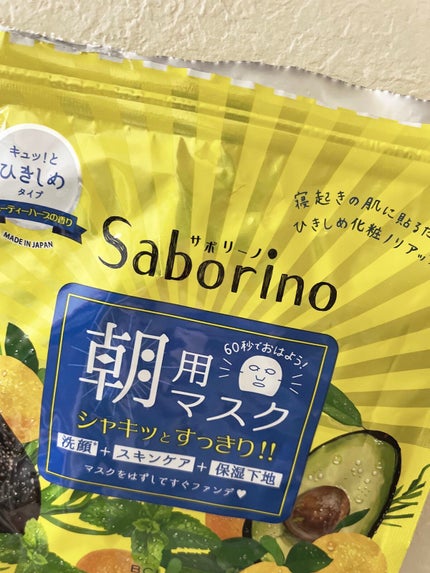 キュッ!と
ひきしめ
タイプ
ーティーハーブの香り
MADE IN JAPAN
寝起きの肌に貼るだ
ひきしめ化粧ノリアッ
サボリーノ
Saborino
60秒でおはよう!
朝用
マスク
シャキッとすっきり!!
洗顔*+スキンケア+保湿下地
マスクをはずしてすぐファンデ♥